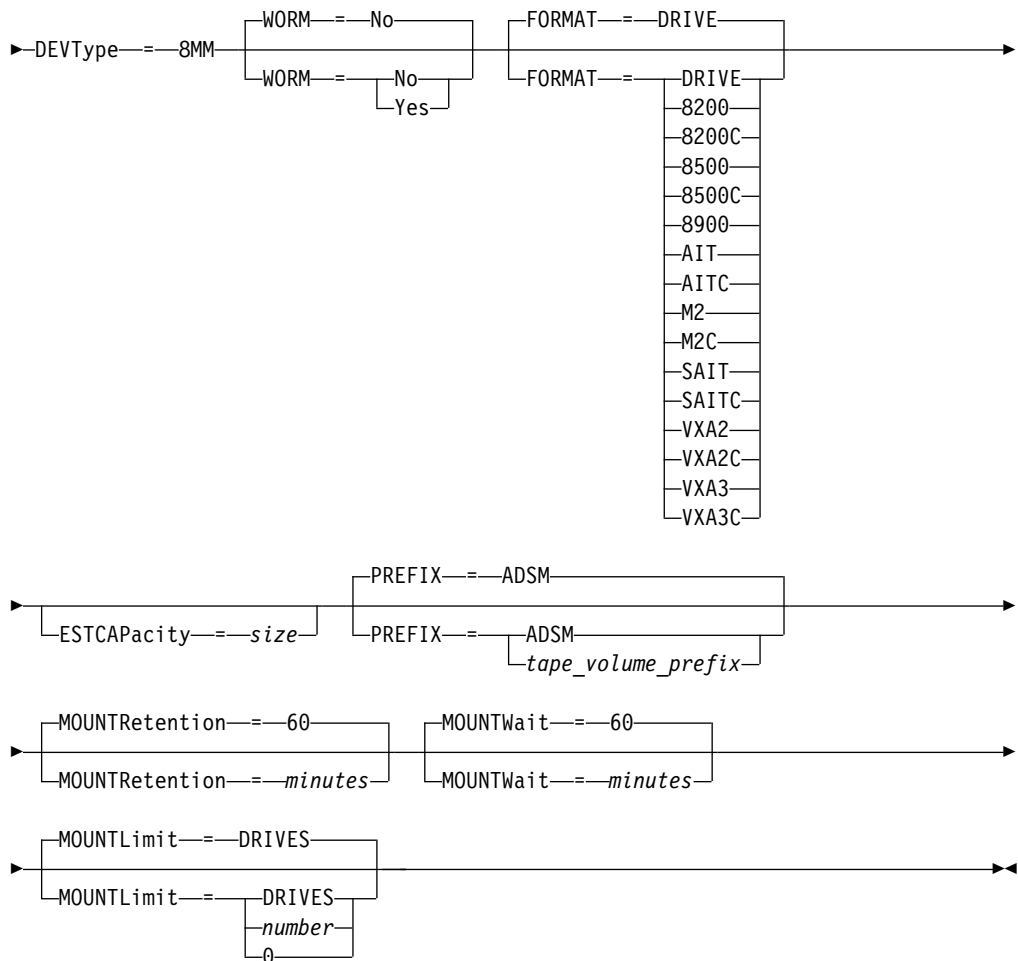 WORM = No FORMAT = DRIVE
DEVType = 8MM
WORM = No FORMAT = DRIVE
Yes 8200
8200C
8500
8500C
8900
AIT
AITC
M2
M2C
SAIT
SAITC
VXA2
VXA2C
VXA3
VXA3C
PREFIX = ADSM
ESTCAPacity = size PREFIX = ADSM
tape_volume_prefix
MOUNTRetention = 60 MOUNTWait = 60
MOUNTRetention = minutes MOUNTWait = minutes
MOUNTLimit = DRIVES
MOUNTLimit = DRIVES
number
0